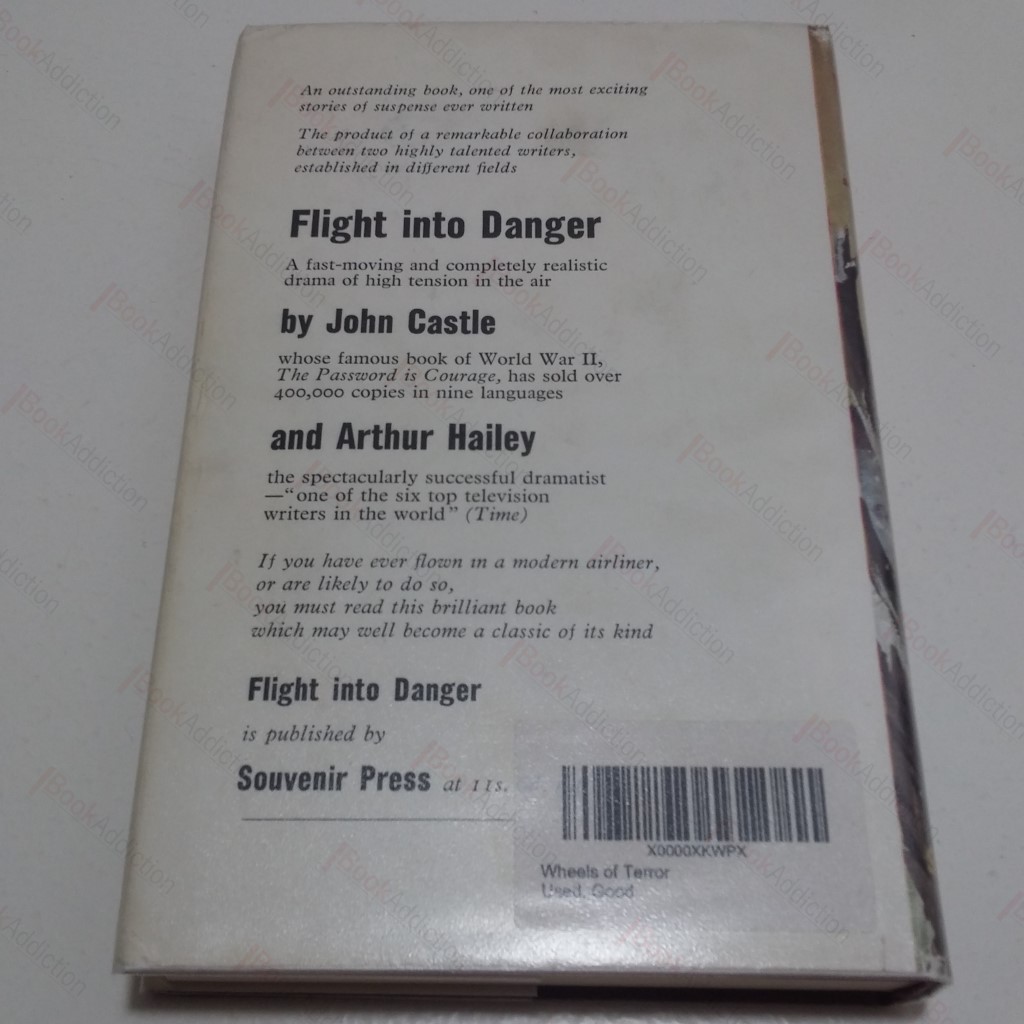 An outstanding book, one of the most exciting
stories of suspense ever written
The product of a remarkable collaboration
between two highly talented writers,
established in different fields
Flight into Danger
A fast-moving and completely realistic
drama of high tension in the air
by John Castle
whose famous book of World War II,
The Password is Courage, has sold over
400,000 copies in nine languages
and Arthur Hailey
the spectacularly successful dramatist
—“one of the six top television
writers in the world” (Time)
If you have ever flown in a modern airliner,
or are likely to do so,
you must read this brilliant book
which may well become a classic of its kind
Flight into Danger
is published by
Souvenir Press at 11s.
X0000XKWPX
Wheels of Terror
Used, Good
BookAddiction